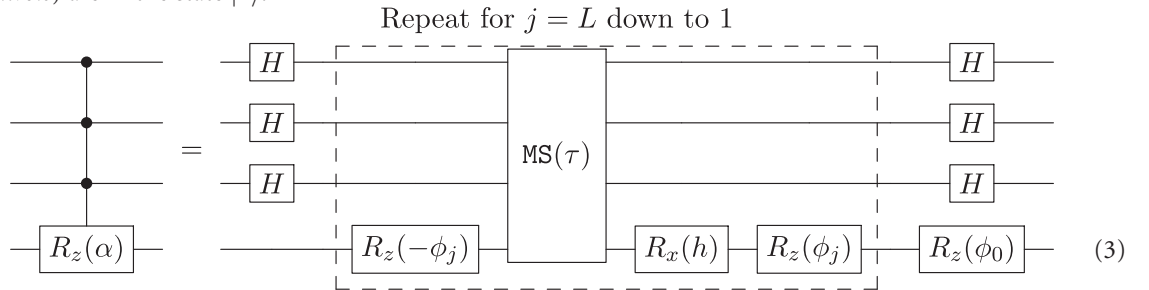 Repeat for j = L down to 1
H H
H H
MS(τ)
=
H H
R_z(α) R_z(−ϕ_j) R_x(h) R_z(ϕ_j) R_z(ϕ_0) (3)